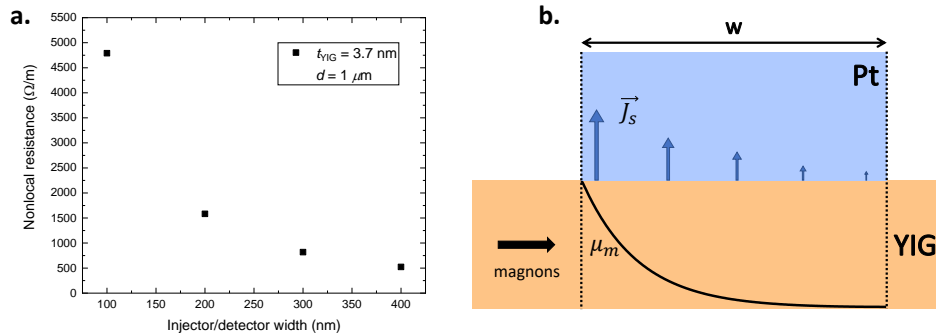 a.
5500
5000
4500
4000
3500
3000
2500
2000
1500
1000
500
0
Nonlocal resistance (Ω/m)
t_YIG = 3.7 nm
d = 1 μm
100
150
200
250
300
350
400
Injector/detector width (nm)
b.
w
Pt
J_s
μ_m
YIG
magnons